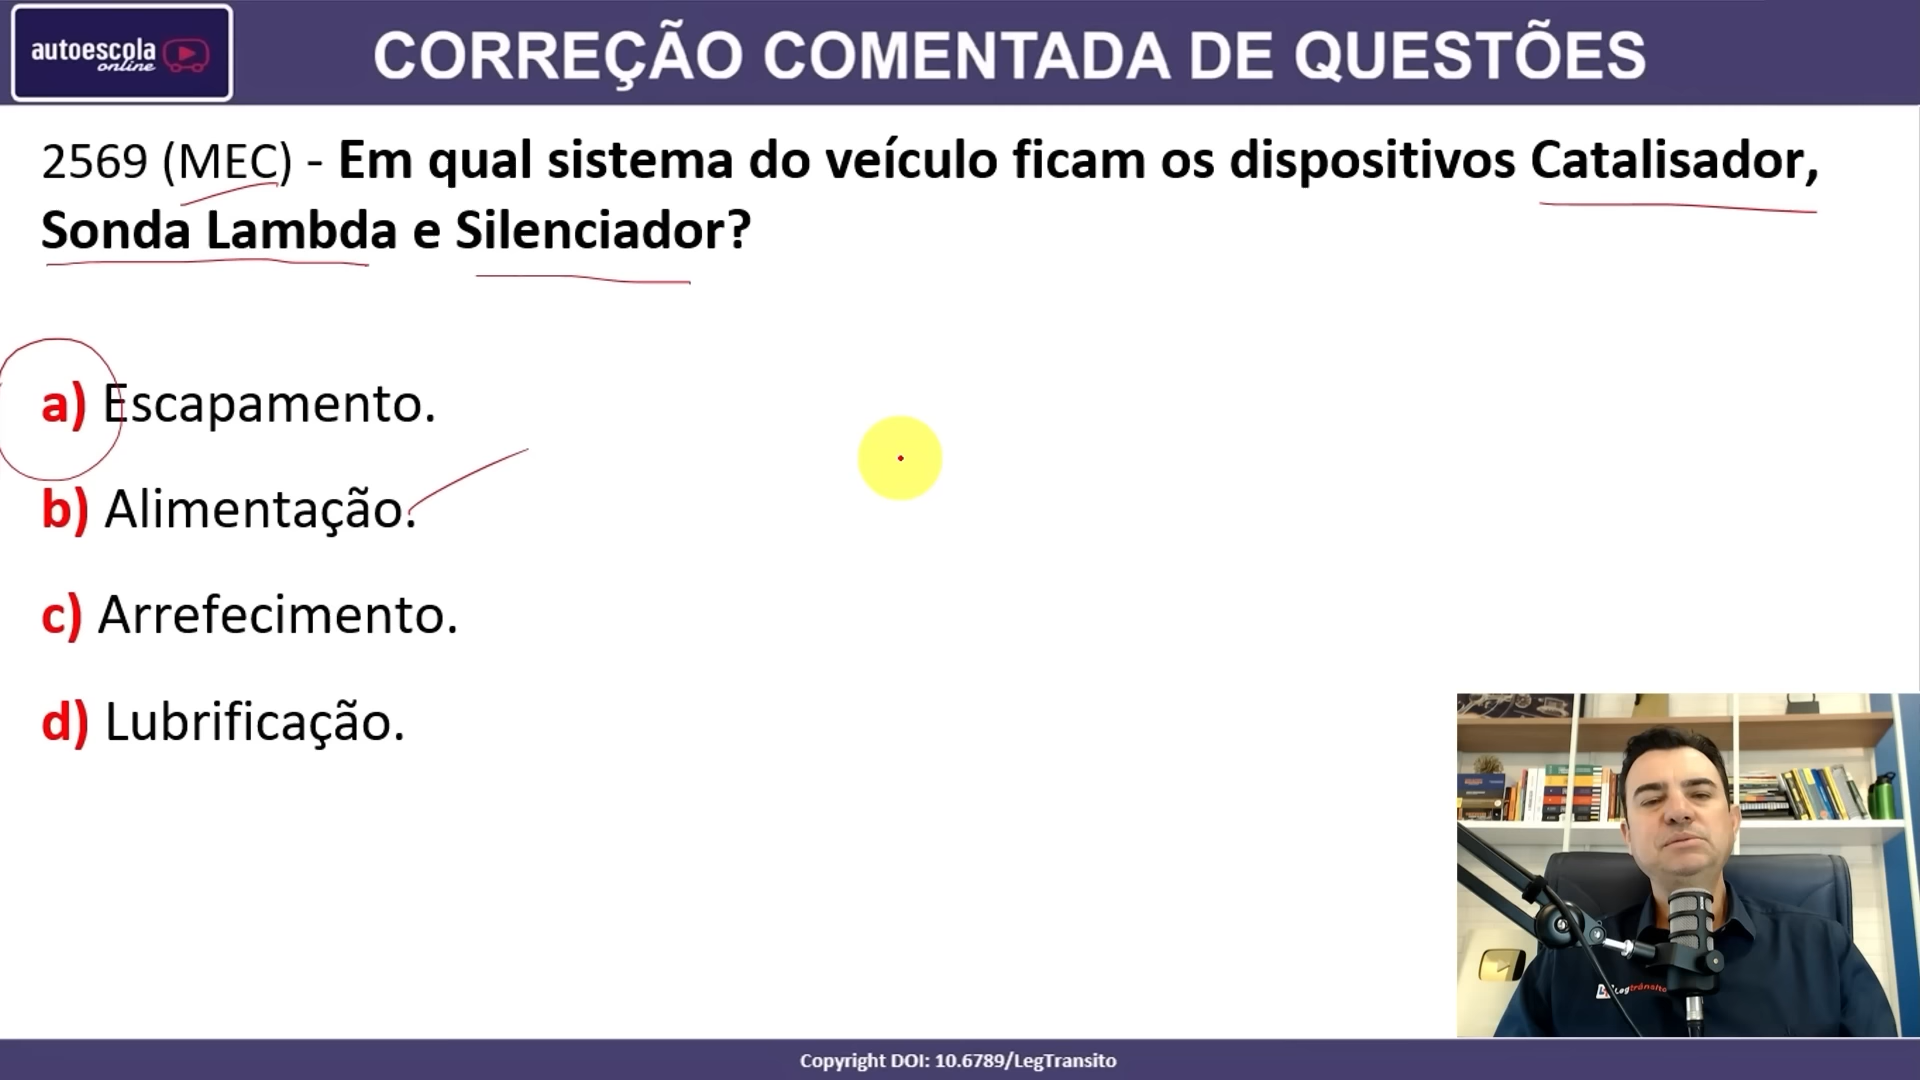 autoescola
online
CORREÇÃO COMENTADA DE QUESTÕES
2569 (MEC) - Em qual sistema do veículo ficam os dispositivos Catalisador,
Sonda Lambda e Silenciador?
a) Escapamento.
b) Alimentação.
c) Arrefecimento.
d) Lubrificação.
Legtrânsito
Copyright DOI: 10.6789/LegTransito